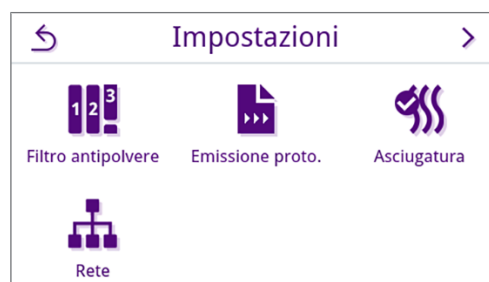 Impostazioni
1 2 3
Filtro antipolvere Emissione proto. Asciugatura
Rete